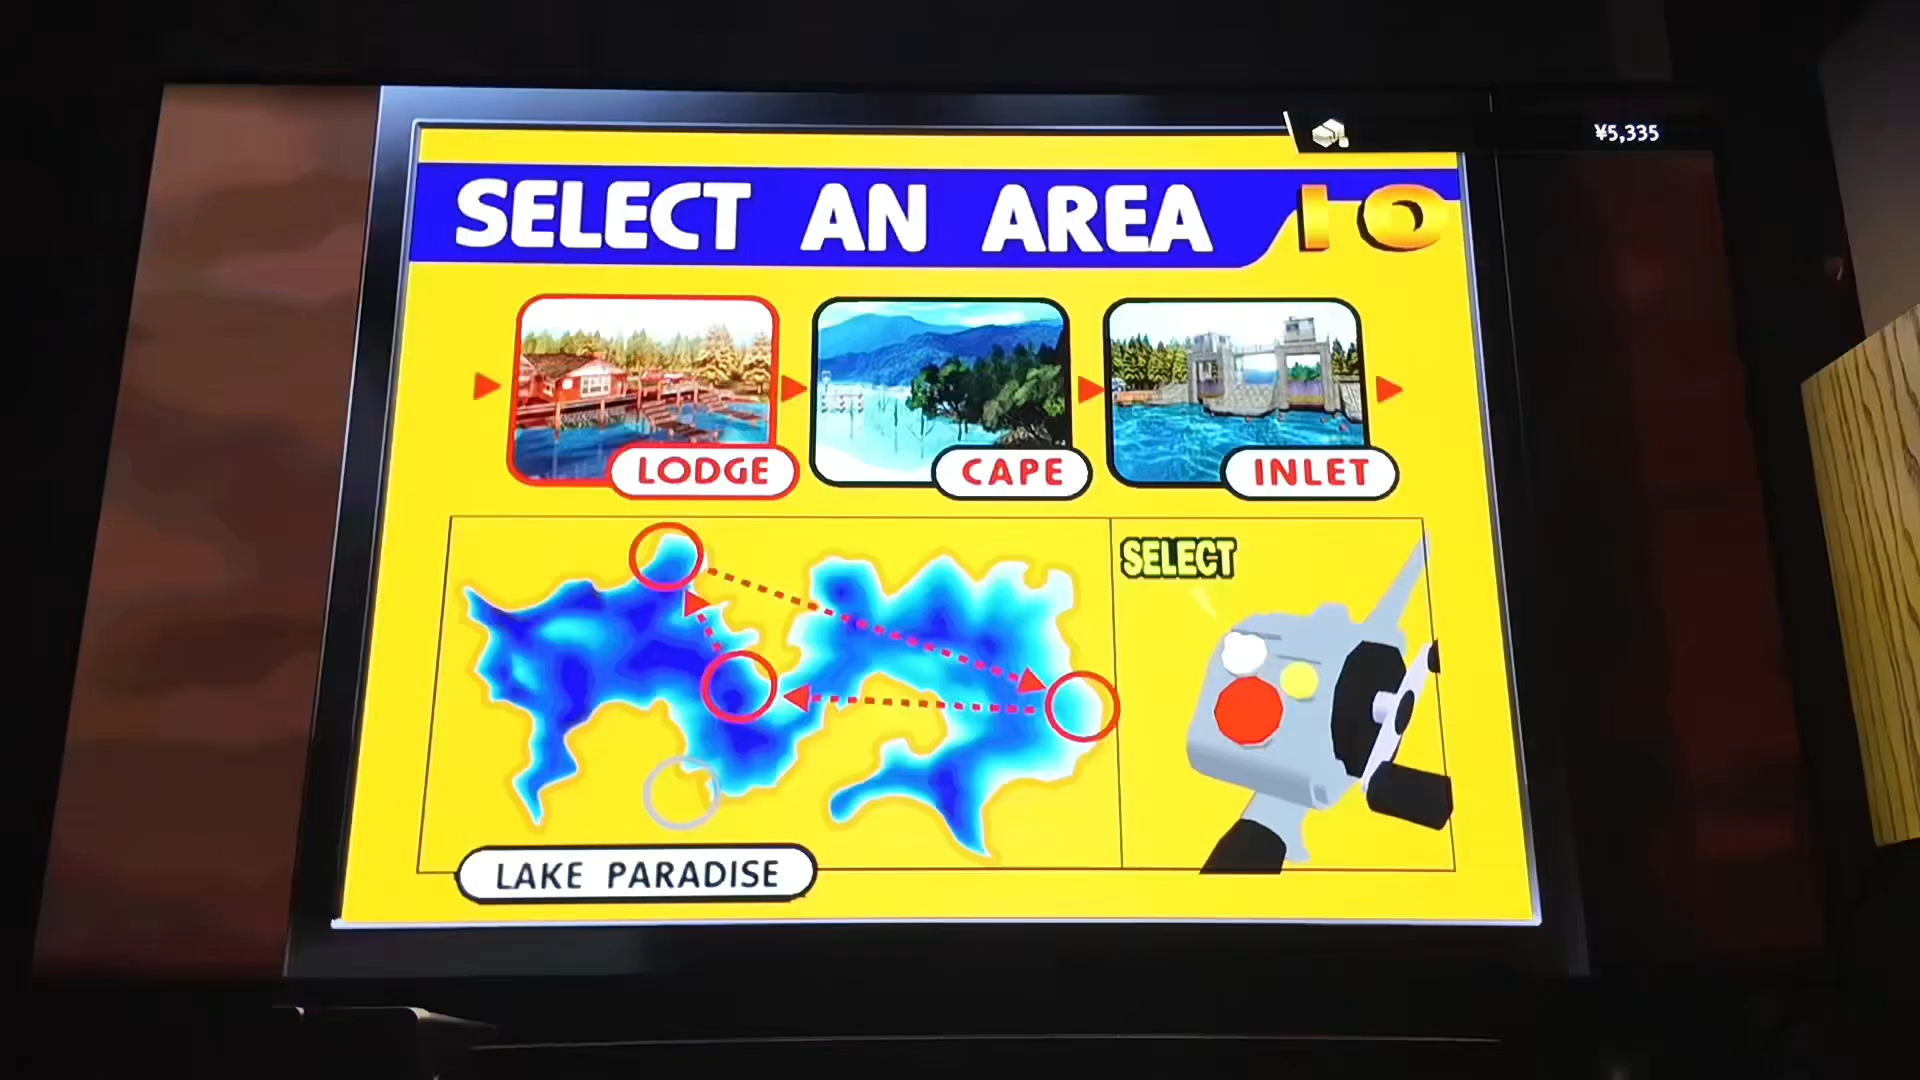 ¥5,335
SELECT AN AREA 10
LODGE
CAPE
INLET
SELECT
LAKE PARADISE